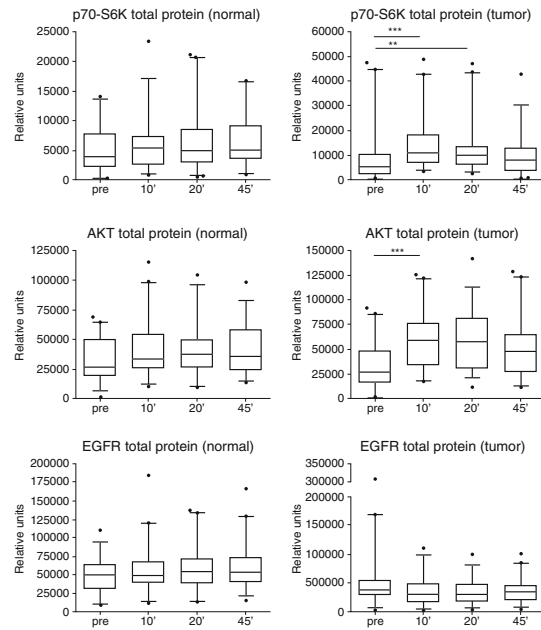 p70-S6K total protein (normal)
Relative units
25000
20000
15000
10000
5000
0
pre 10' 20' 45'
p70-S6K total protein (tumor)
Relative units
60000
50000
40000
30000
20000
10000
0
***
**
pre 10' 20' 45'
AKT total protein (normal)
Relative units
125000
100000
75000
50000
25000
0
pre 10' 20' 45'
AKT total protein (tumor)
Relative units
150000
125000
100000
75000
50000
25000
0
***
pre 10' 20' 45'
EGFR total protein (normal)
Relative units
200000
175000
150000
125000
100000
75000
50000
25000
0
pre 10' 20' 45'
EGFR total protein (tumor)
Relative units
350000
300000
200000
150000
100000
500000
0
pre 10' 20' 45'